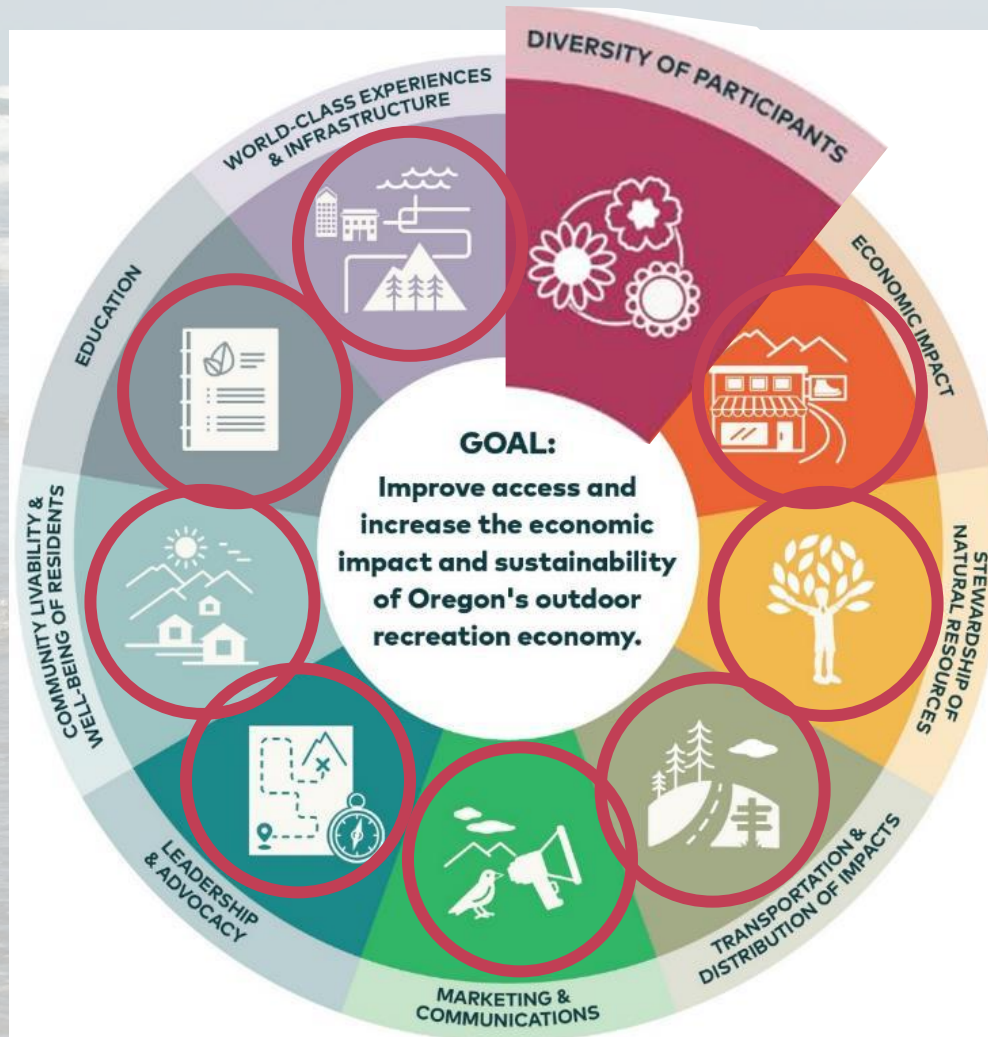 DIVERSITY OF PARTICIPANTS
ECONOMIC IMPACT
STEWARDSHIP OF
NATURAL RESOURCES
TRANSPORTATION &
DISTRIBUTION OF IMPACTS
MARKETING &
COMMUNICATIONS
LEADERSHIP
& ADVOCACY
COMMUNITY LIVABILITY &
WELL-BEING OF RESIDENTS
EDUCATION
WORLD-CLASS EXPERIENCES
& INFRASTRUCTURE
GOAL:
Improve access and
increase the economic
impact and sustainability
of Oregon's outdoor
recreation economy.